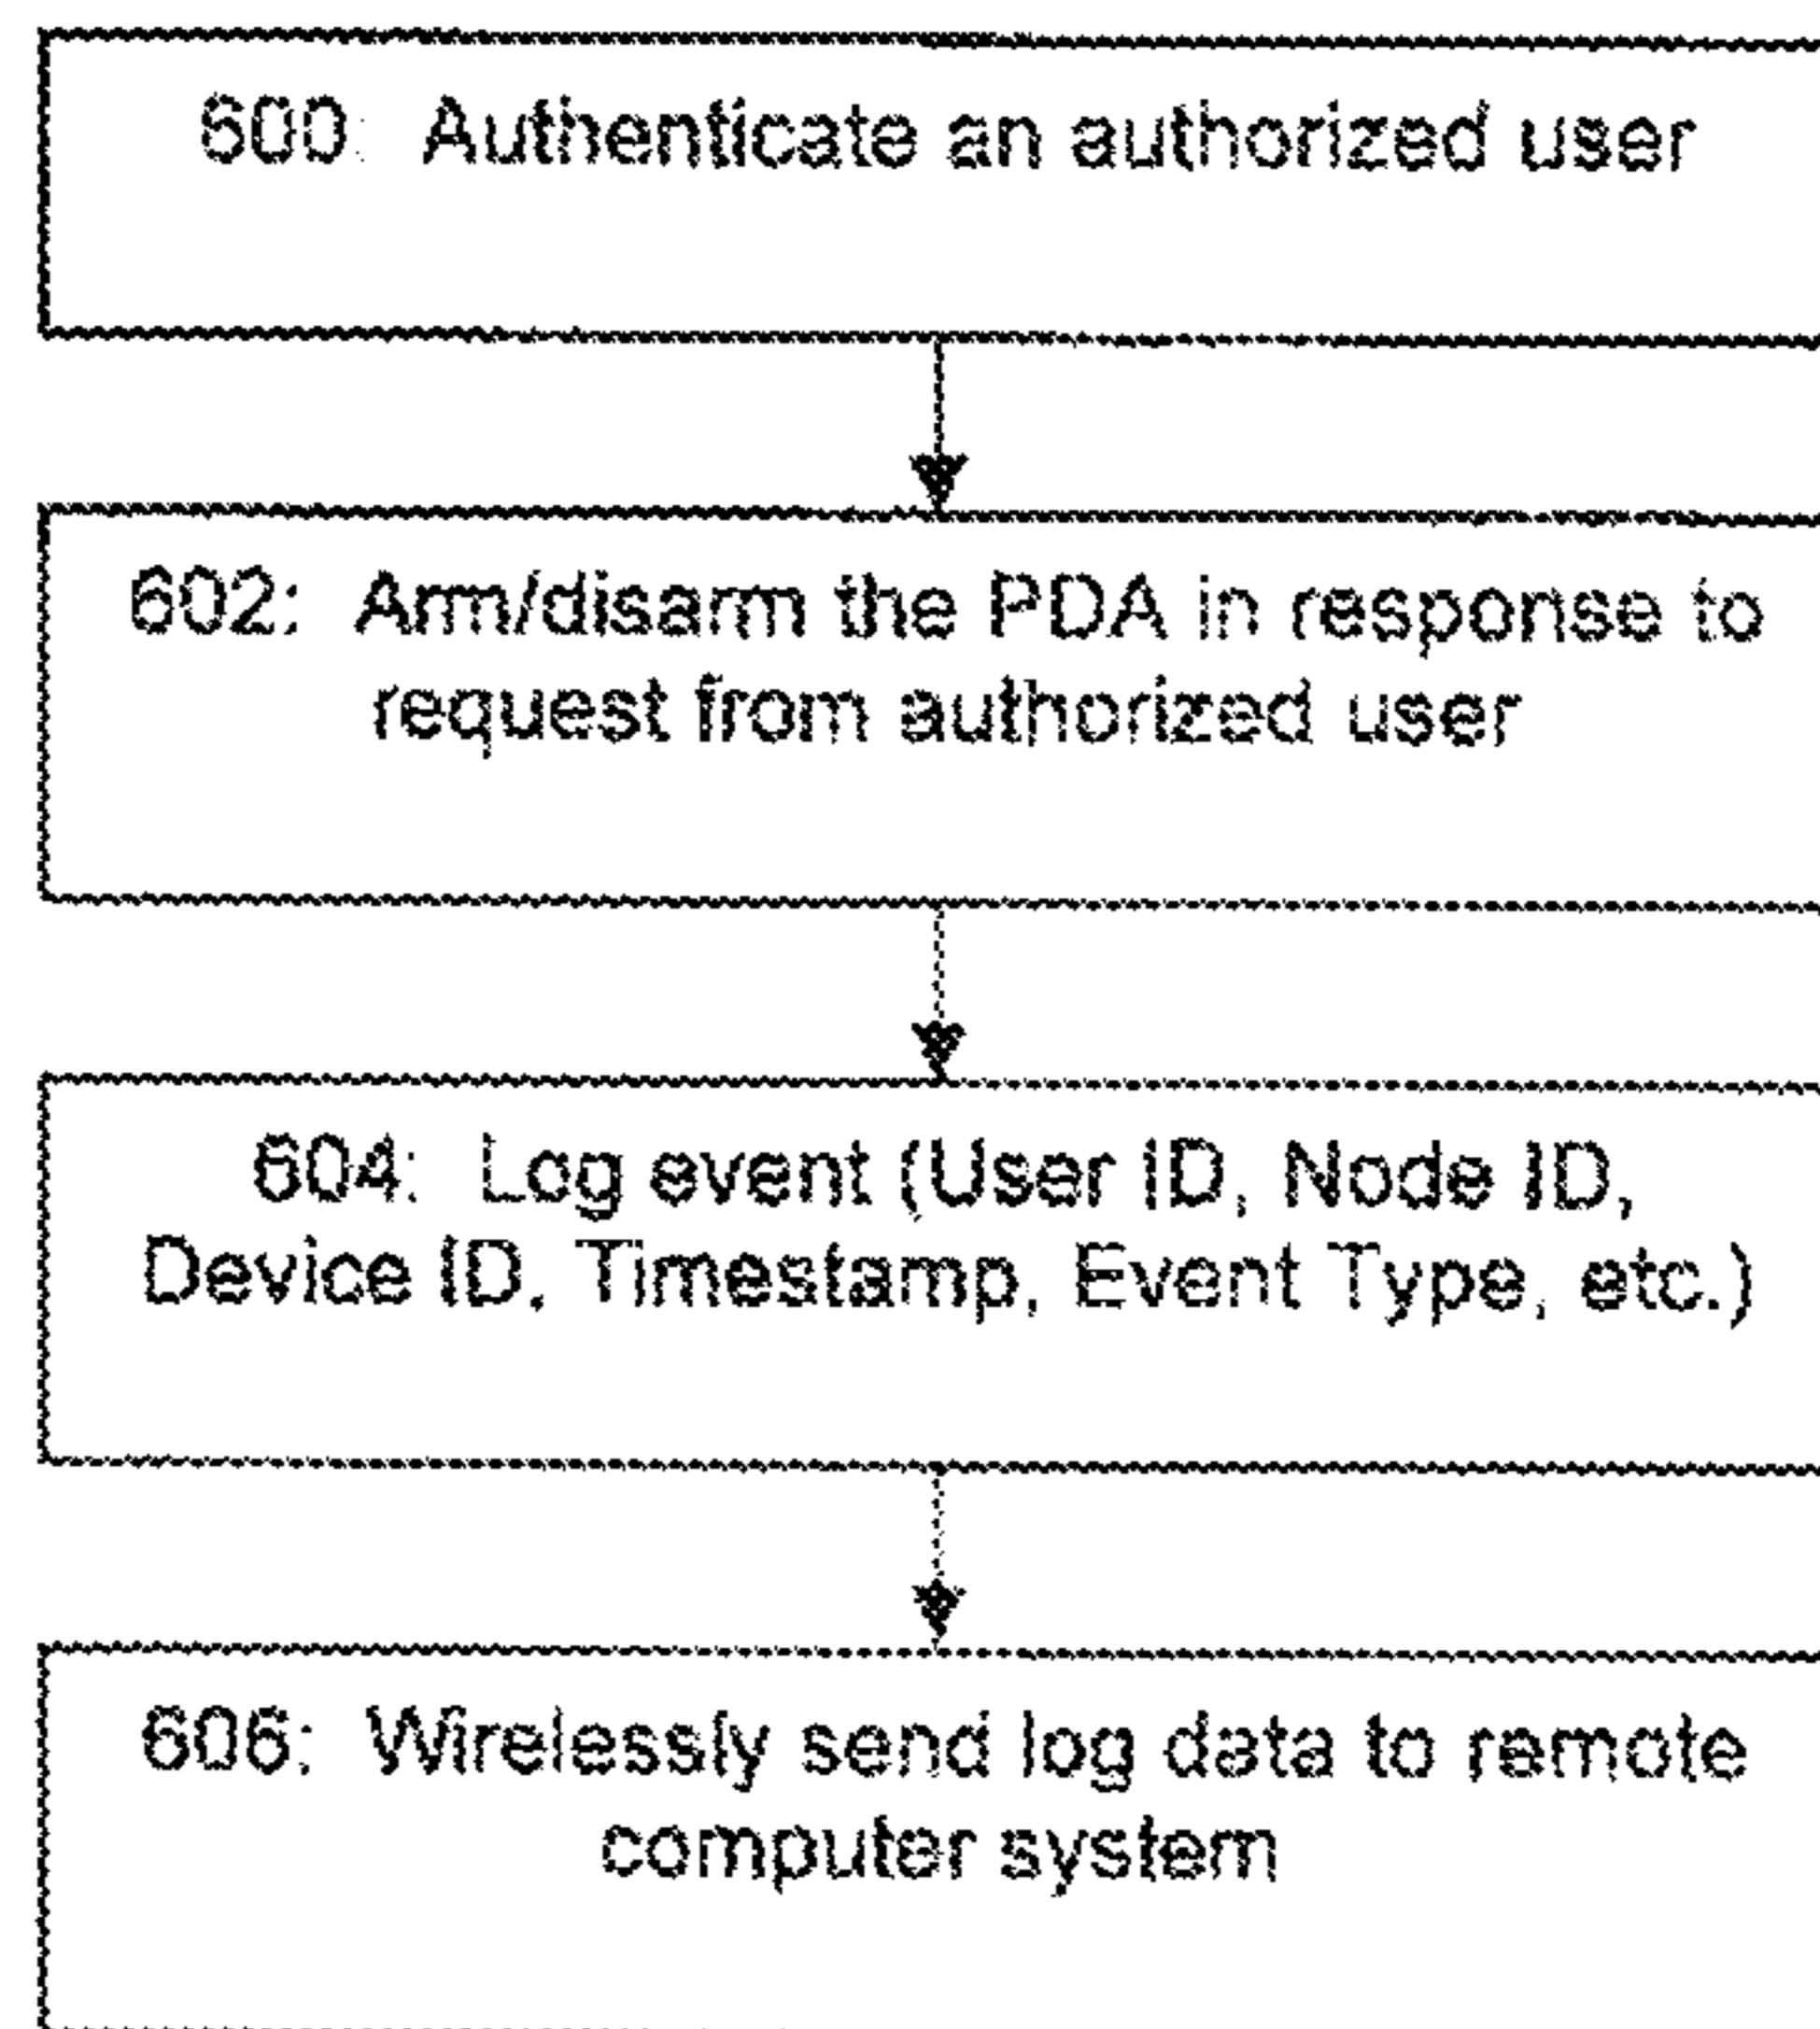 600: Authenticate an authorized user
602: Arm/disarm the PDA in response to
request from authorized user
604: Log event (User ID, Node ID,
Device ID, Timestamp, Event Type, etc.)
606: Wirelessly send log data to remote
computer system